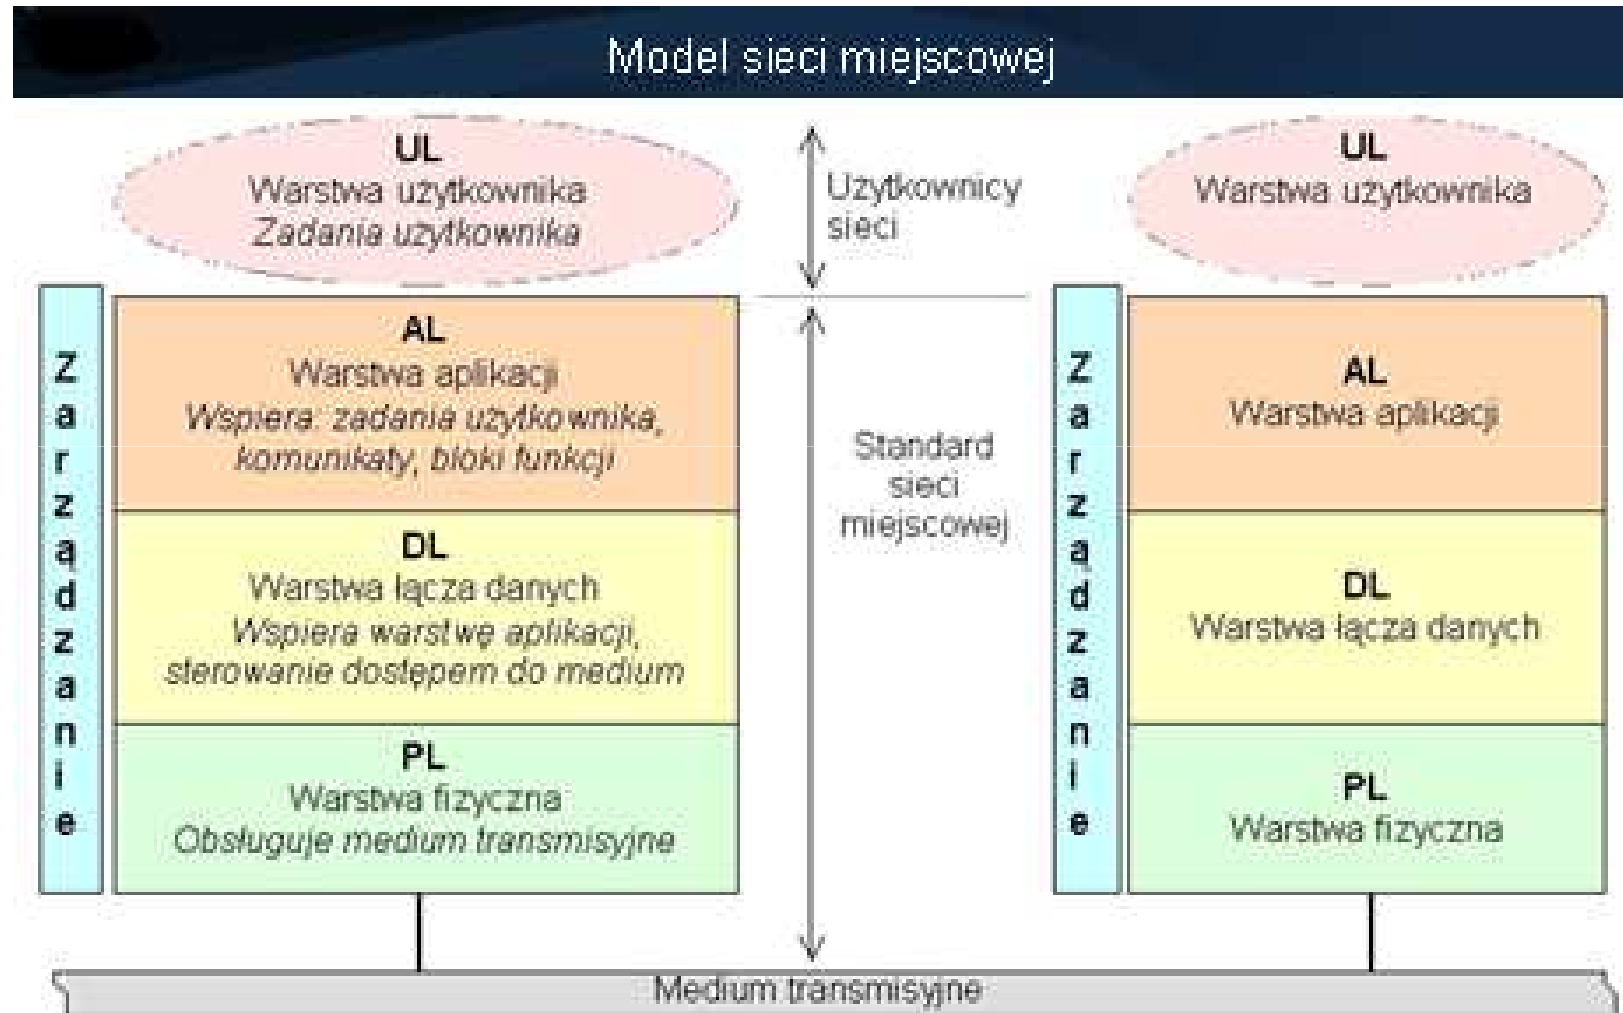 Model sieci miejscowej
UL
Warstwa użytkownika
Zadania użytkownika
Użytkownicy
sieci
UL
Warstwa użytkownika
Zarządzanie
AL
Warstwa aplikacji
Wspiera zadania użytkownika,
komunikaty, bloki funkcji
DL
Warstwa łącza danych
Wspiera warstwę aplikacji,
sterowanie dostępem do medium
PL
Warstwa fizyczna
Obsługuje medium transmisyjne
Standard
sieci
miejscowej
Zarządzanie
AL
Warstwa aplikacji
DL
Warstwa łącza danych
PL
Warstwa fizyczna
Medium transmisyjne